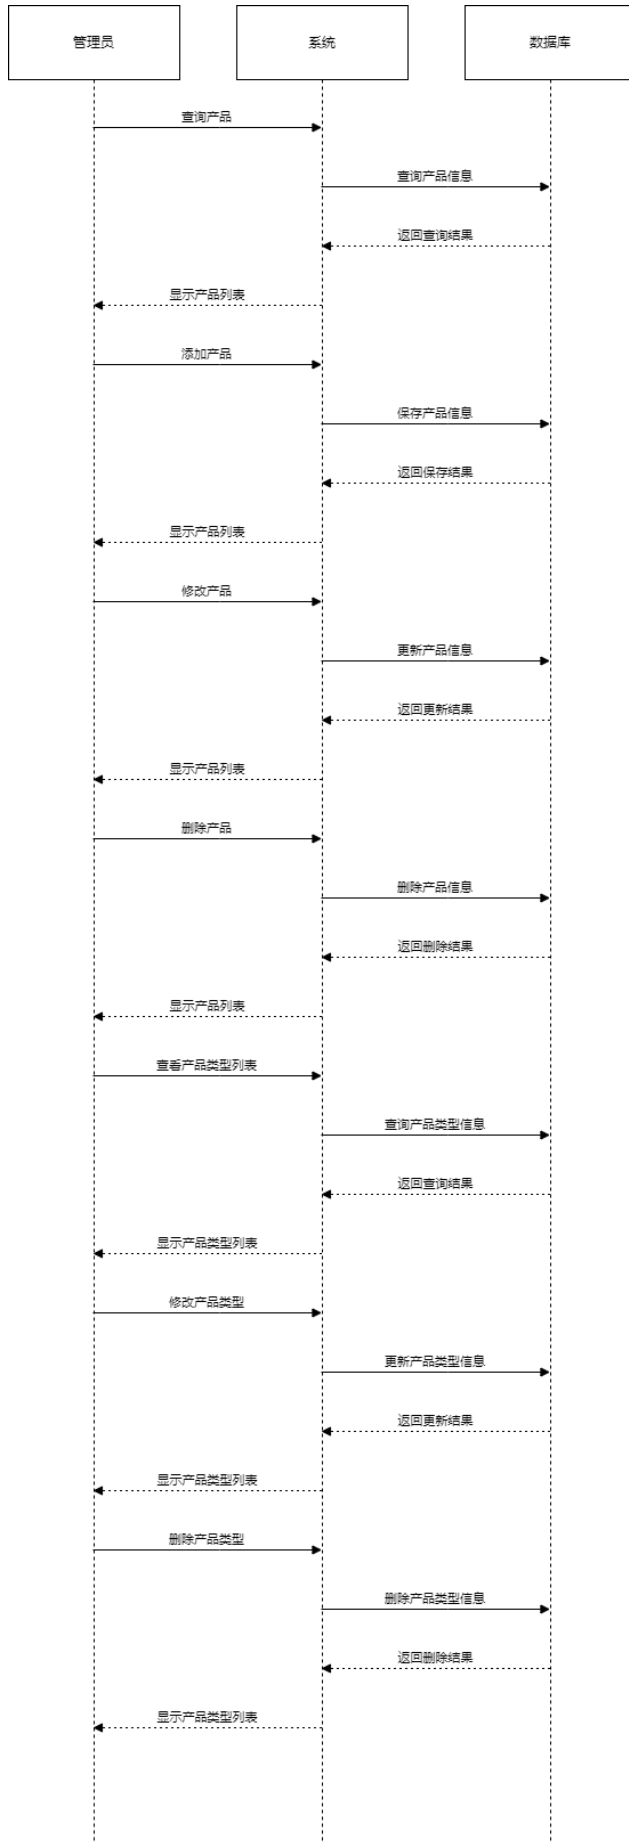 管理员
系统
数据库
查询产品
查询产品信息
返回查询结果
显示产品列表
添加产品
保存产品信息
返回保存结果
显示产品列表
修改产品
更新产品信息
返回更新结果
显示产品列表
删除产品
删除产品信息
返回删除结果
显示产品列表
查看产品类型列表
查询产品类型信息
返回查询结果
显示产品类型列表
修改产品类型
更新产品类型信息
返回更新结果
显示产品类型列表
删除产品类型
删除产品类型信息
返回删除结果
显示产品类型列表